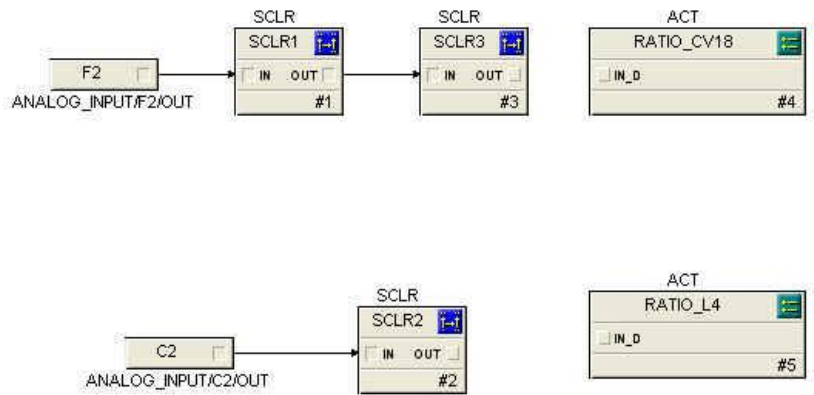 SCLR SCLR ACT
SCLR1 SCLR3 RATIO_CV18
F2 IN OUT IN OUT IN_D
ANALOG_INPUT/F2/OUT #1 #3 #4
ACT
SCLR RATIO_L4
SCLR2
C2 IN OUT IN_D
ANALOG_INPUT/C2/OUT #2 #5